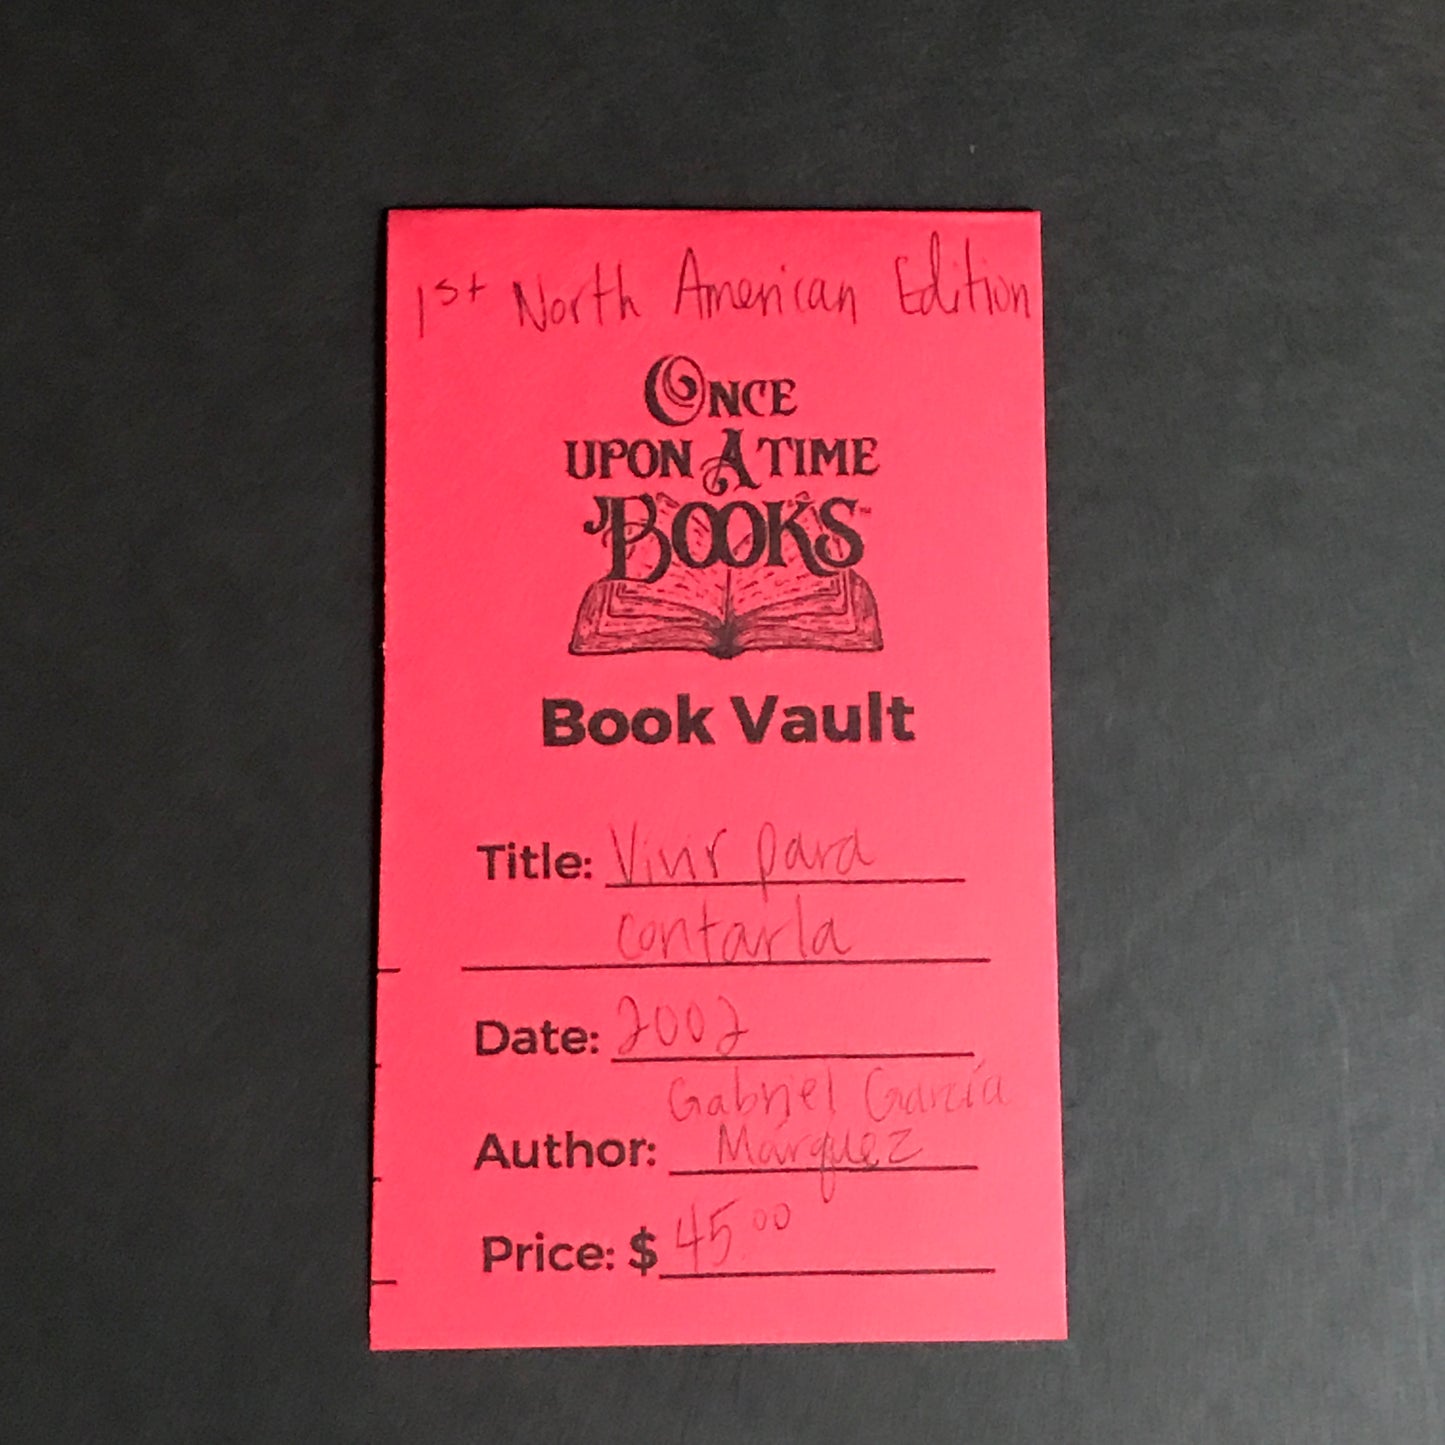 1st North American Edition
ONCE
UPON A TIME
BOOKS™
Book Vault
Title: Vivir para
contarla
Date: 2002
Gabriel García
Author: Márquez
Price: $45.00